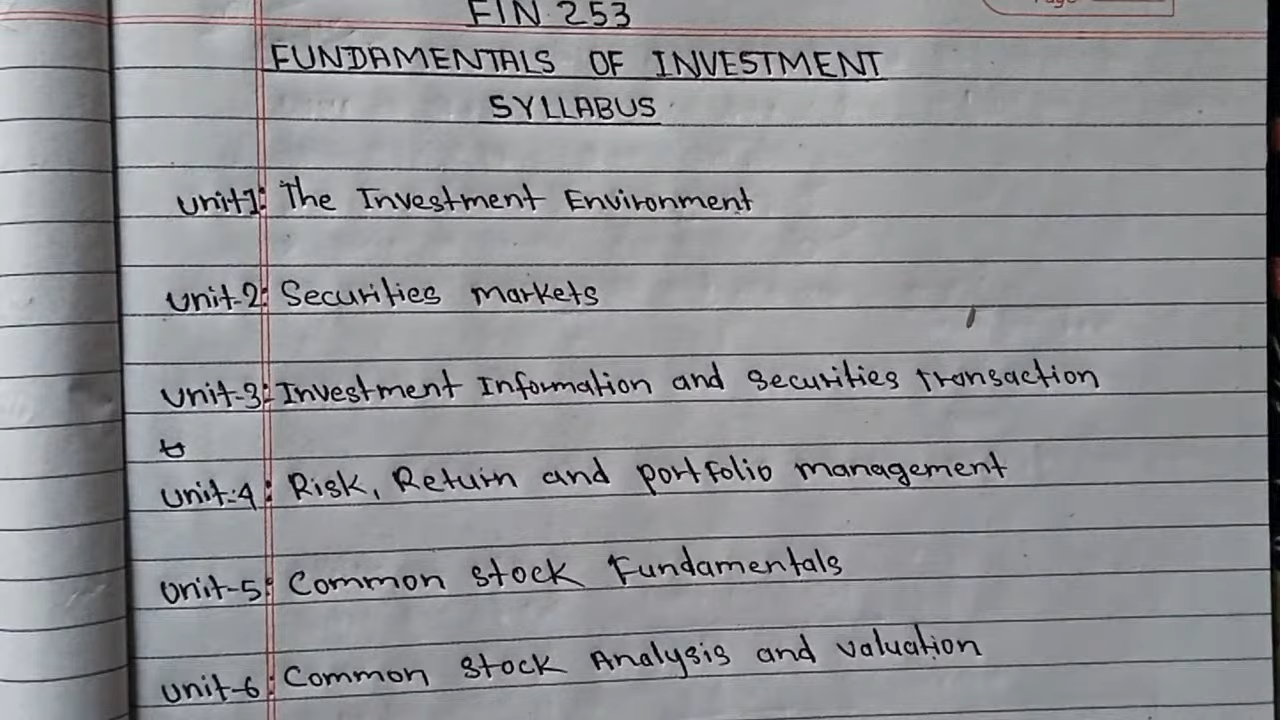 Page
FIN 253
FUNDAMENTALS OF INVESTMENT
SYLLABUS
Unit1: The Investment Environment
Unit-2: Securities markets
Unit-3: Investment Information and securities transaction
Unit-4: Risk, Return and portfolio management
Unit-5: Common stock Fundamentals
Unit-6: Common stock Analysis and valuation